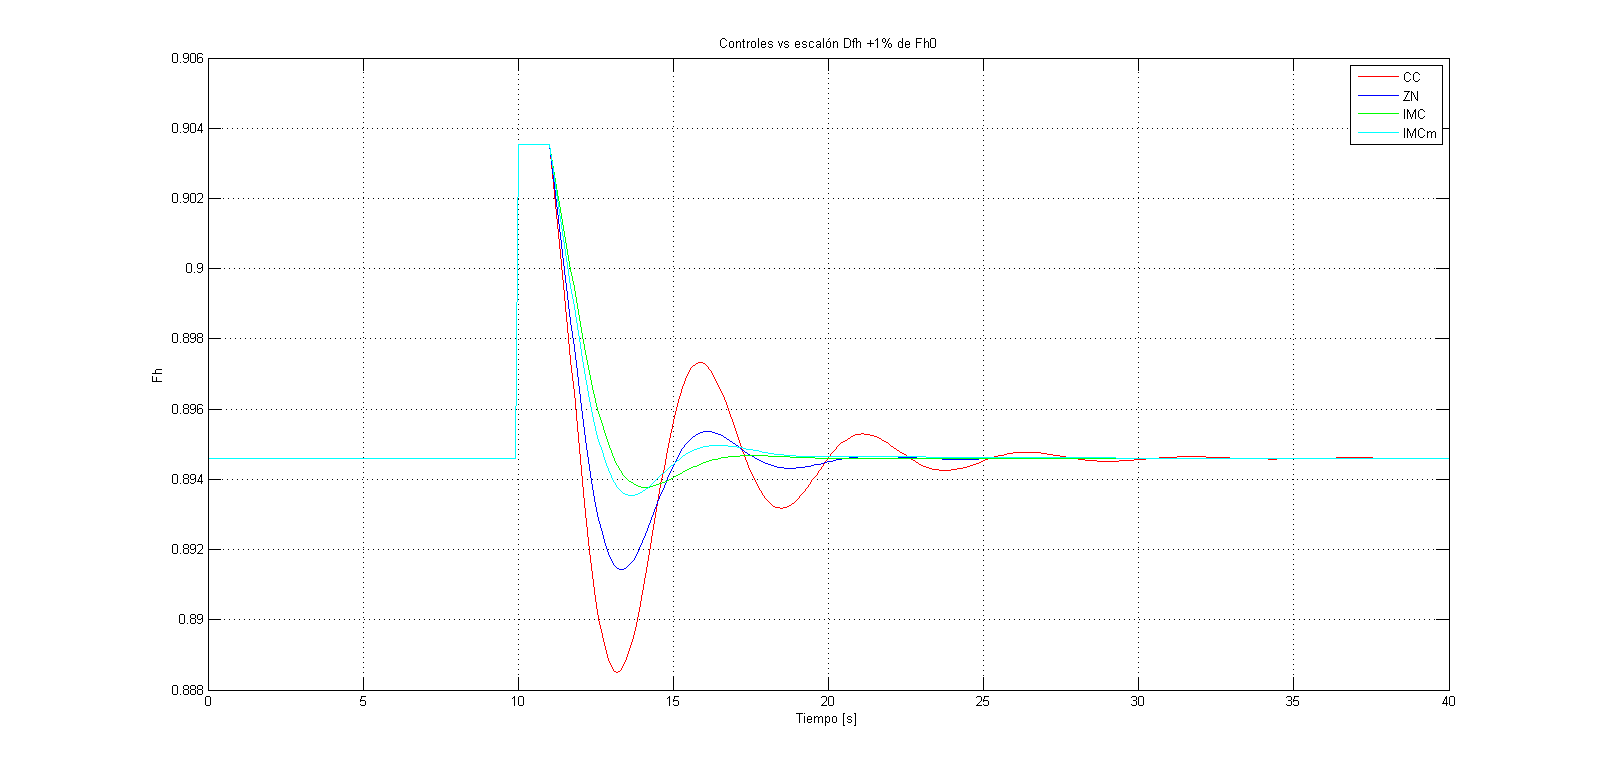 Controles vs escalón Dfh +1% de Fh0
0.906
0.904
0.902
0.9
0.898
0.896
0.894
0.892
0.89
0.888
Fh
0 5 10 15 20 25 30 35 40
Tiempo [s]
CC
ZN
IMC
IMCm